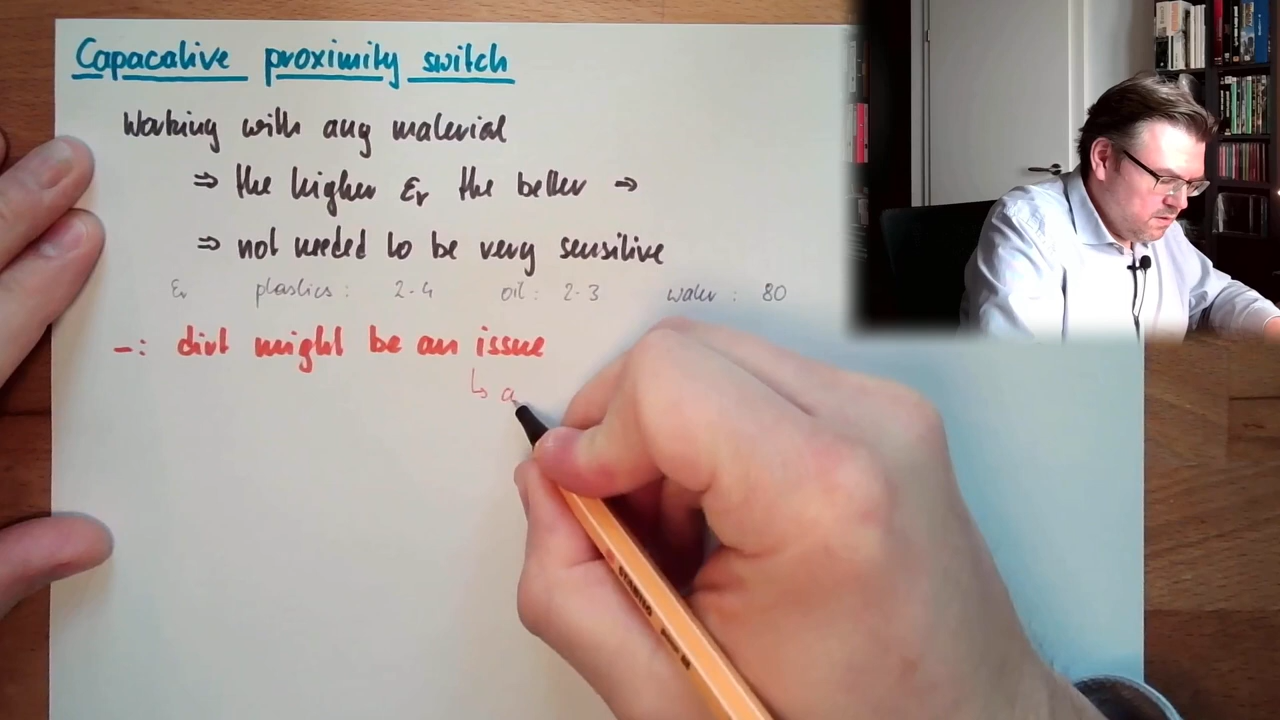 Capacative proximity switch
Working with any material
⇒ the higher εr the better ⇒
⇒ not needed to be very sensitive
εr plastics : 2-4 oil : 2-3 water : 80
-: dirt might be an issue
↳ a
STABILO